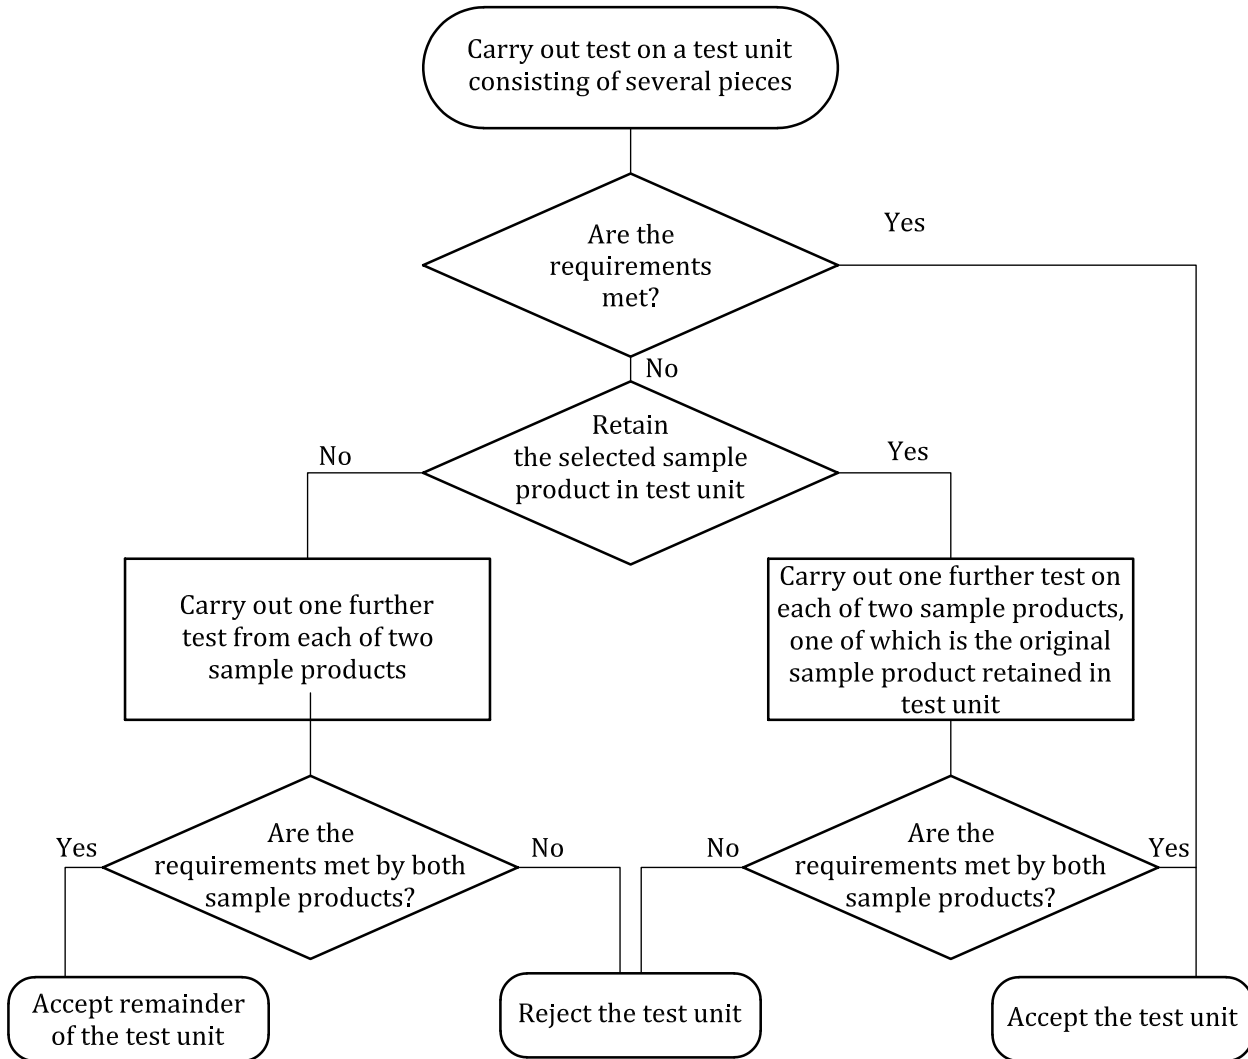 Carry out test on a test unit
consisting of several pieces
Are the
requirements
met?
Yes
No
Retain
the selected sample
product in test unit
No
Yes
Carry out one further
test from each of two
sample products
Carry out one further test on
each of two sample products,
one of which is the original
sample product retained in
test unit
Are the
requirements met by both
sample products?
Yes
No
Are the
requirements met by both
sample products?
No
Yes
Accept remainder
of the test unit
Reject the test unit
Accept the test unit